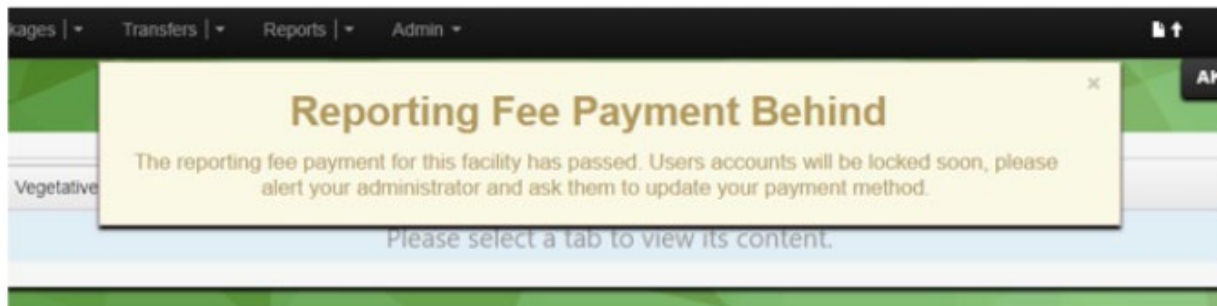 kages | Transfers | Reports | Admin
Reporting Fee Payment Behind
×
The reporting fee payment for this facility has passed. Users accounts will be locked soon, please
alert your administrator and ask them to update your payment method.
AK
Vegetative
Please select a tab to view its content.